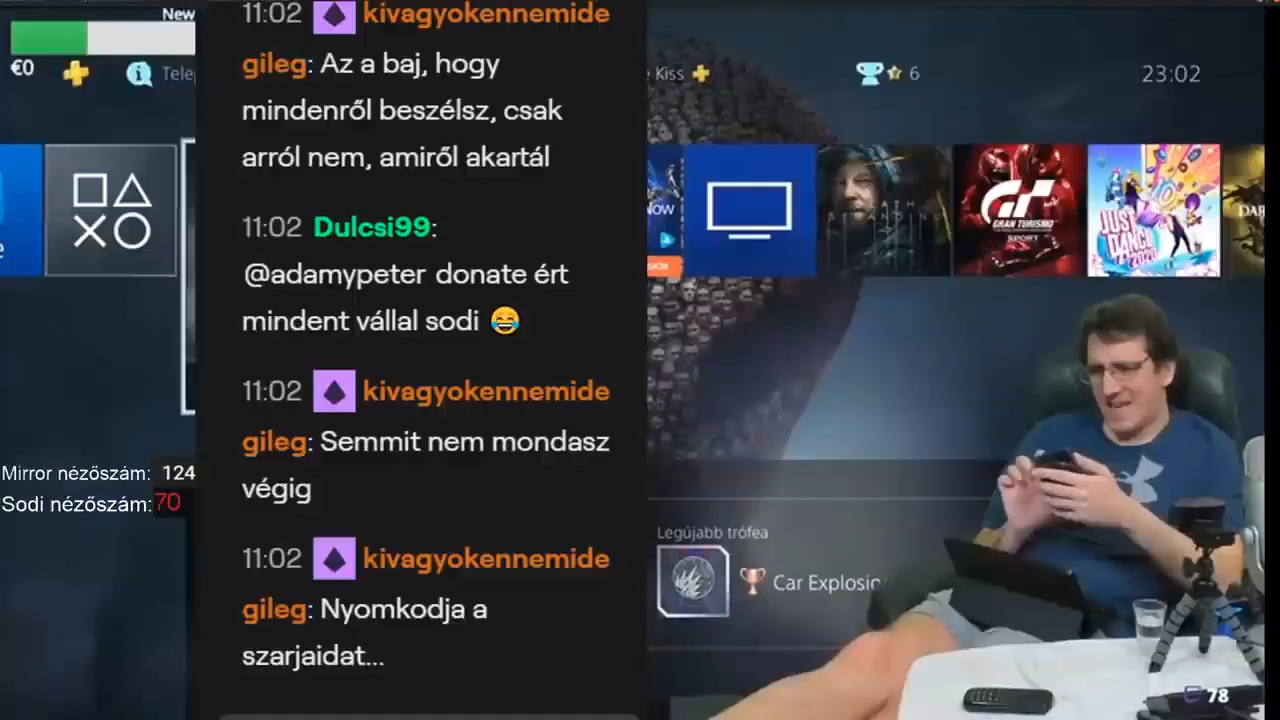 New
€0
Tele
Kiss
6
23:02
11:02 kivagyokennemide
gileg: Az a baj, hogy
mindenről beszélsz, csak
arról nem, amiről akartál
11:02 Dulcsi99:
@adamypeter donate ért
mindent vállal sodi 😂
11:02 kivagyokennemide
gileg: Semmit nem mondasz
végig
11:02 kivagyokennemide
gileg: Nyomkodja a
szarjaidat...
Mirror nézőszám: 124
Sodi nézőszám: 70
DEATH
STRANDING
GRAN TURISMO
SPORT
JUST
DANCE
2020
Legújabb trófea
Car Explosio
78